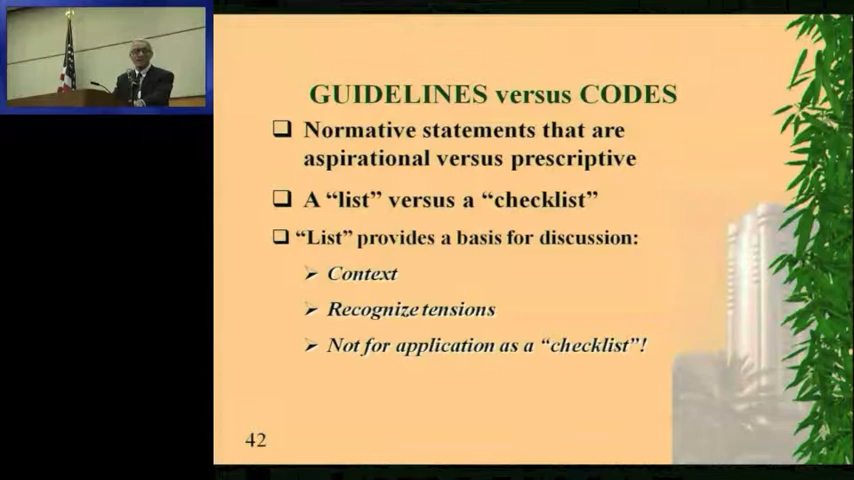 GUIDELINES versus CODES
❑ Normative statements that are
aspirational versus prescriptive
❑ A “list” versus a “checklist”
❑ “List” provides a basis for discussion:
➢ Context
➢ Recognize tensions
➢ Not for application as a “checklist”!
42